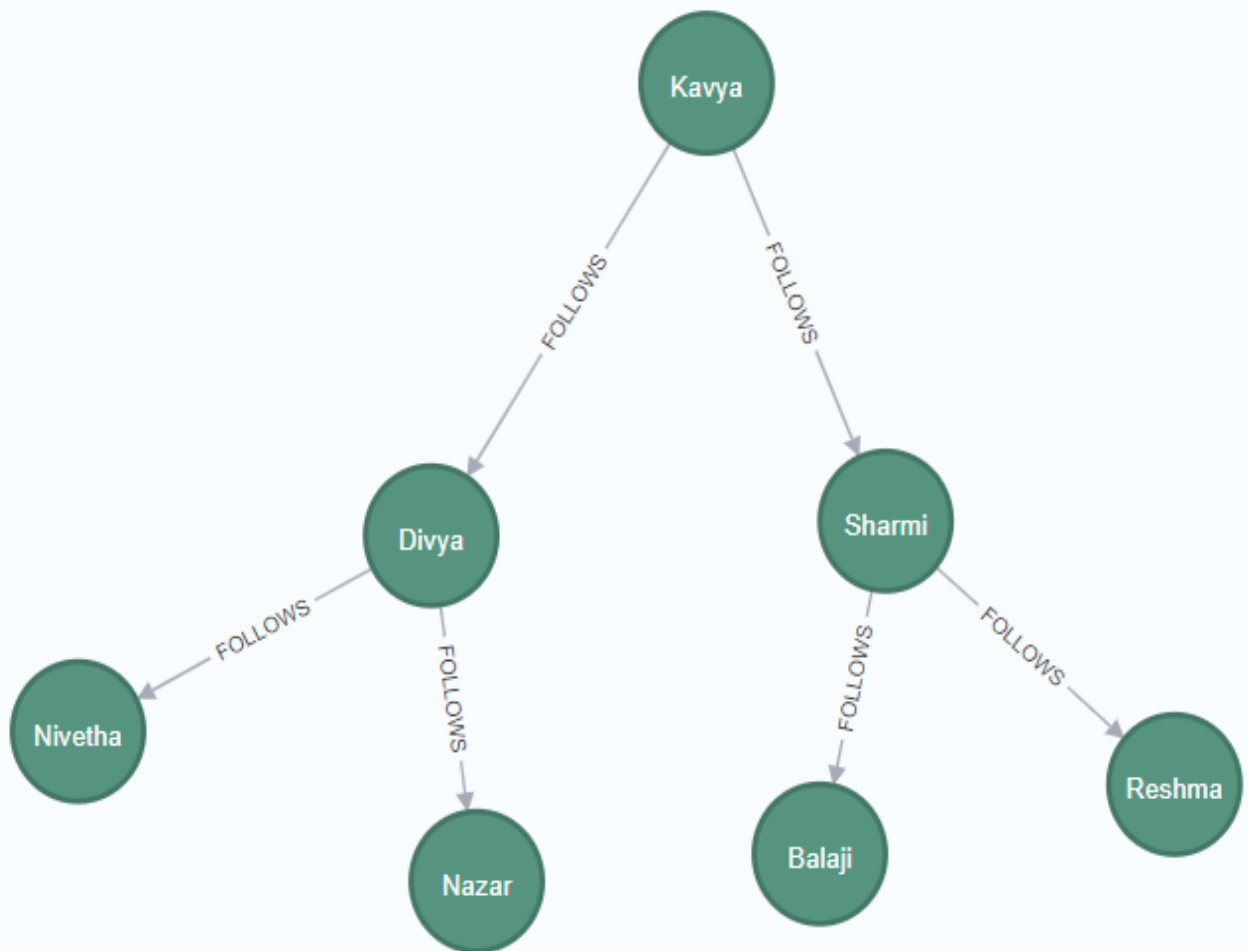 Kavya
FOLLOWS
FOLLOWS
Divya
Sharmi
FOLLOWS
FOLLOWS
FOLLOWS
FOLLOWS
Nivetha
Nazar
Balaji
Reshma